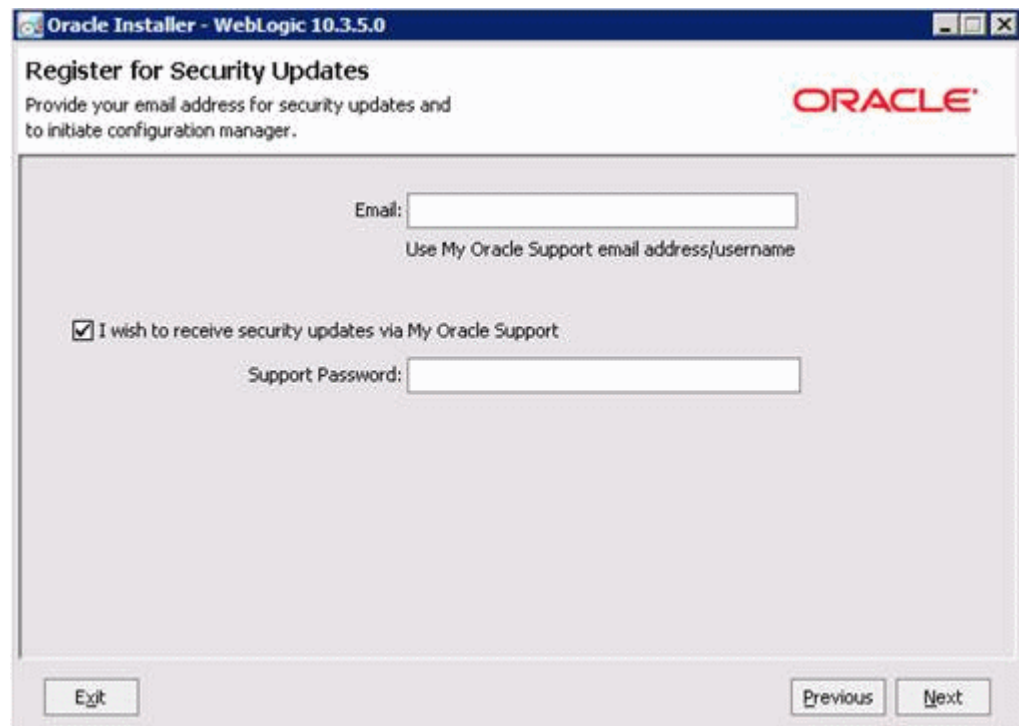 Oracle Installer - WebLogic 10.3.5.0
Register for Security Updates
Provide your email address for security updates and
to initiate configuration manager.
ORACLE
Email:
Use My Oracle Support email address/username
I wish to receive security updates via My Oracle Support
Support Password:
Exit
Previous
Next